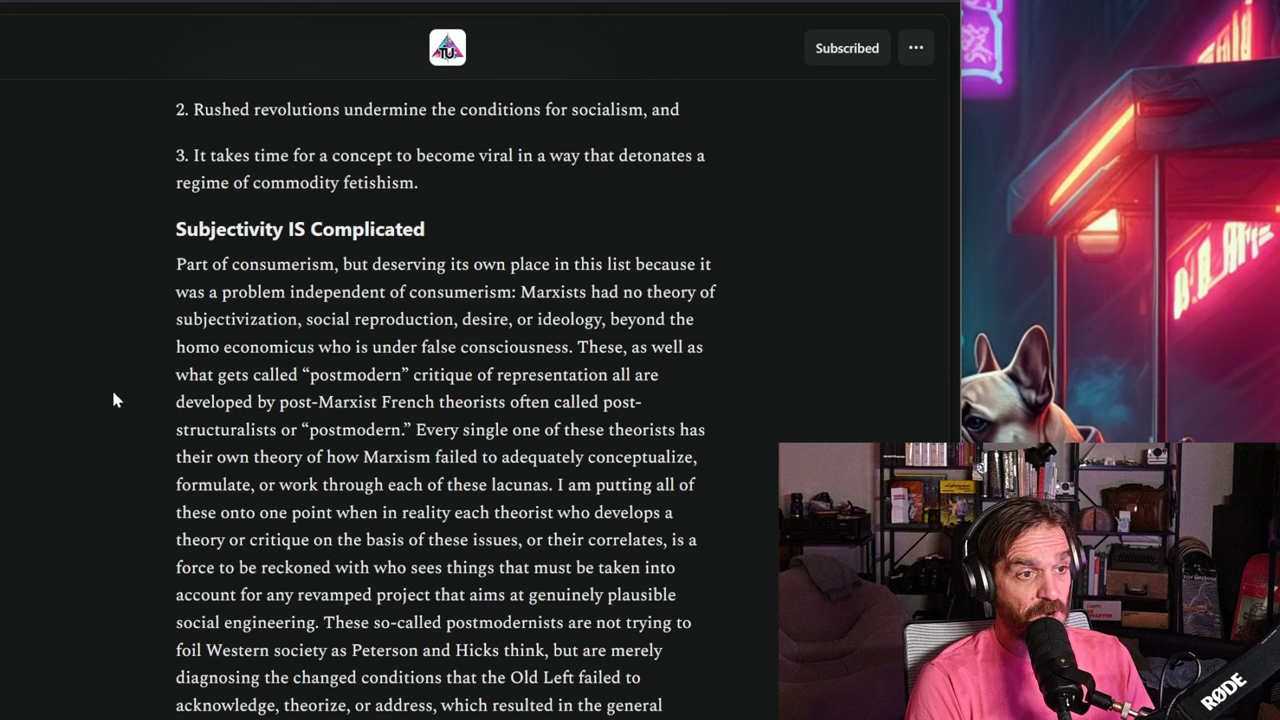 TU
Subscribed
2. Rushed revolutions undermine the conditions for socialism, and
3. It takes time for a concept to become viral in a way that detonates a
regime of commodity fetishism.
Subjectivity IS Complicated
Part of consumerism, but deserving its own place in this list because it
was a problem independent of consumerism: Marxists had no theory of
subjectivization, social reproduction, desire, or ideology, beyond the
homo economicus who is under false consciousness. These, as well as
what gets called “postmodern” critique of representation all are
developed by post-Marxist French theorists often called post-
structuralists or “postmodern.” Every single one of these theorists has
their own theory of how Marxism failed to adequately conceptualize,
formulate, or work through each of these lacunas. I am putting all of
these onto one point when in reality each theorist who develops a
theory or critique on the basis of these issues, or their correlates, is a
force to be reckoned with who sees things that must be taken into
account for any revamped project that aims at genuinely plausible
social engineering. These so-called postmodernists are not trying to
foil Western society as Peterson and Hicks think, but are merely
diagnosing the changed conditions that the Old Left failed to
acknowledge, theorize, or address, which resulted in the general
RØDE